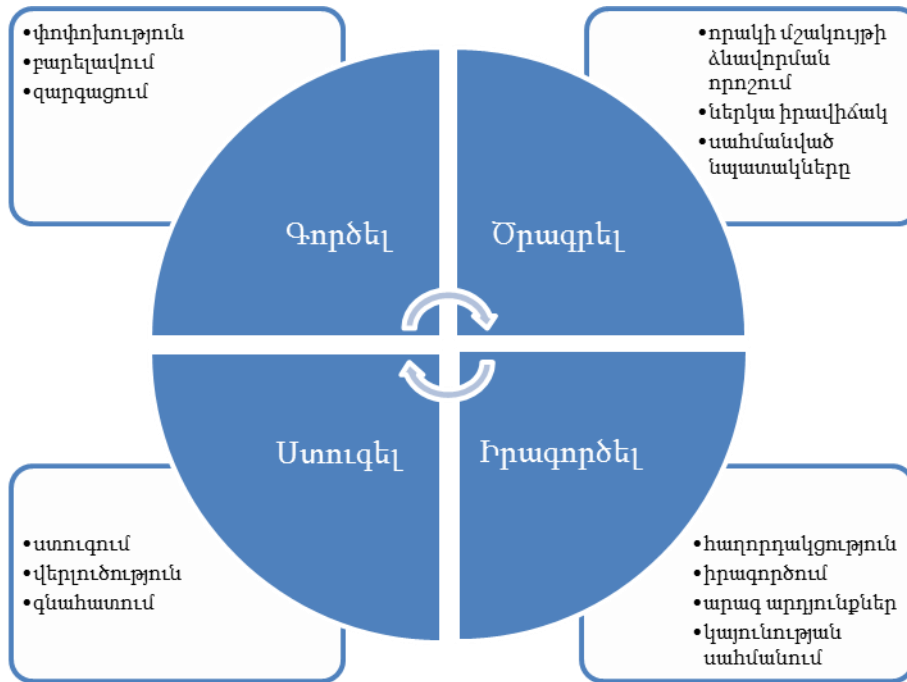 •փոփոխություն
•բարելավում
•զարգացում
•որակի մշակույթի
ձևավորման
որոշում
•ներկա իրավիճակ
•սահմանված
նպատակները
Գործել
Ծրագրել
Ստուգել
Իրագործել
•ստուգում
•վերլուծություն
•գնահատում
•հաղորդակցություն
•իրագործում
•արագ արդյունքներ
•կայունության
սահմանում